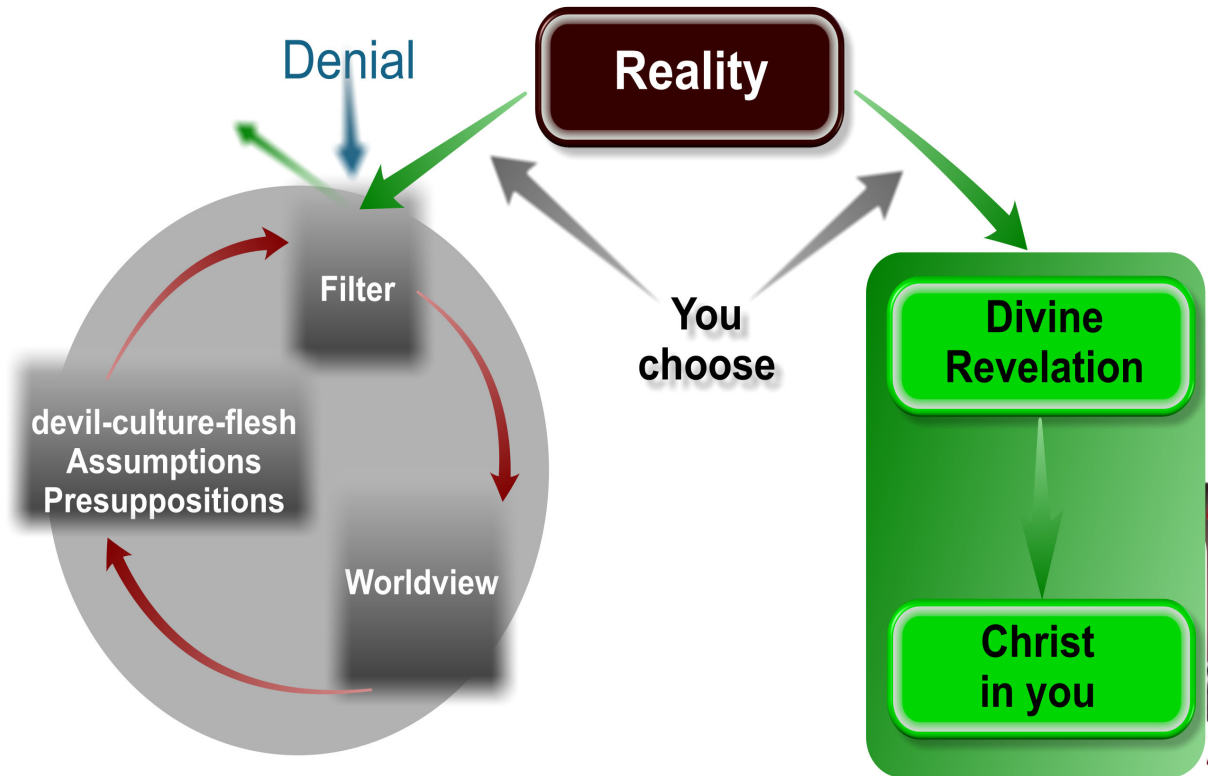 Denial
Reality
Filter
You
choose
Divine
Revelation
devil-culture-flesh
Assumptions
Presuppositions
Worldview
Christ
in you